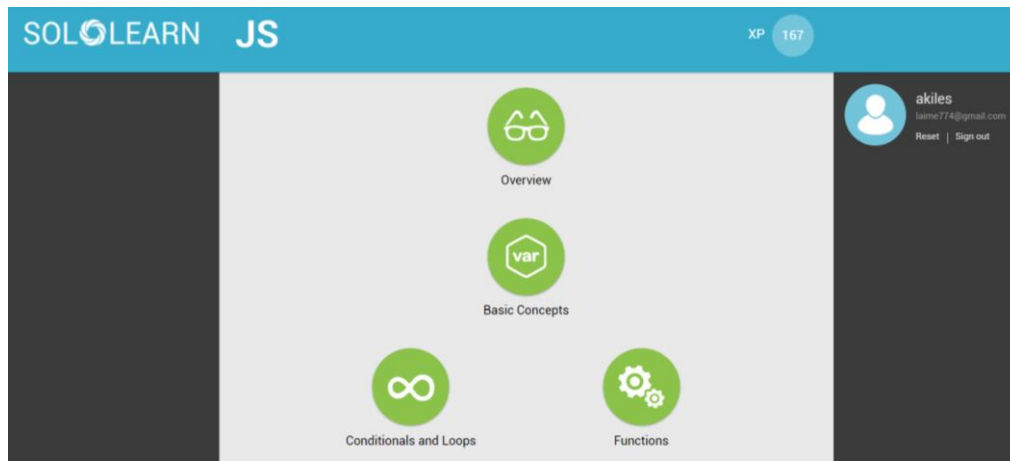 SOLOLEARN JS XP 167
akiles
laime774@gmail.com
Reset | Sign out
Overview
var
Basic Concepts
Conditionals and Loops Functions